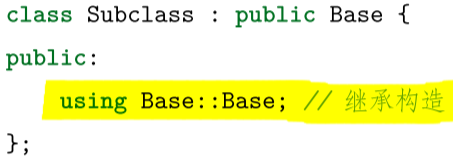 class Subclass : public Base {
public:
using Base::Base; // 继承构造
};